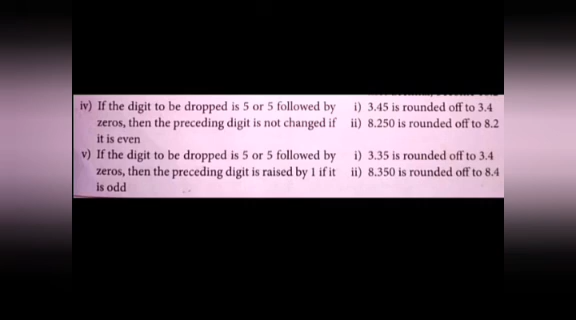 iv) If the digit to be dropped is 5 or 5 followed by i) 3.45 is rounded off to 3.4
zeros, then the preceding digit is not changed if ii) 8.250 is rounded off to 8.2
it is even
v) If the digit to be dropped is 5 or 5 followed by i) 3.35 is rounded off to 3.4
zeros, then the preceding digit is raised by 1 if it ii) 8.350 is rounded off to 8.4
is odd